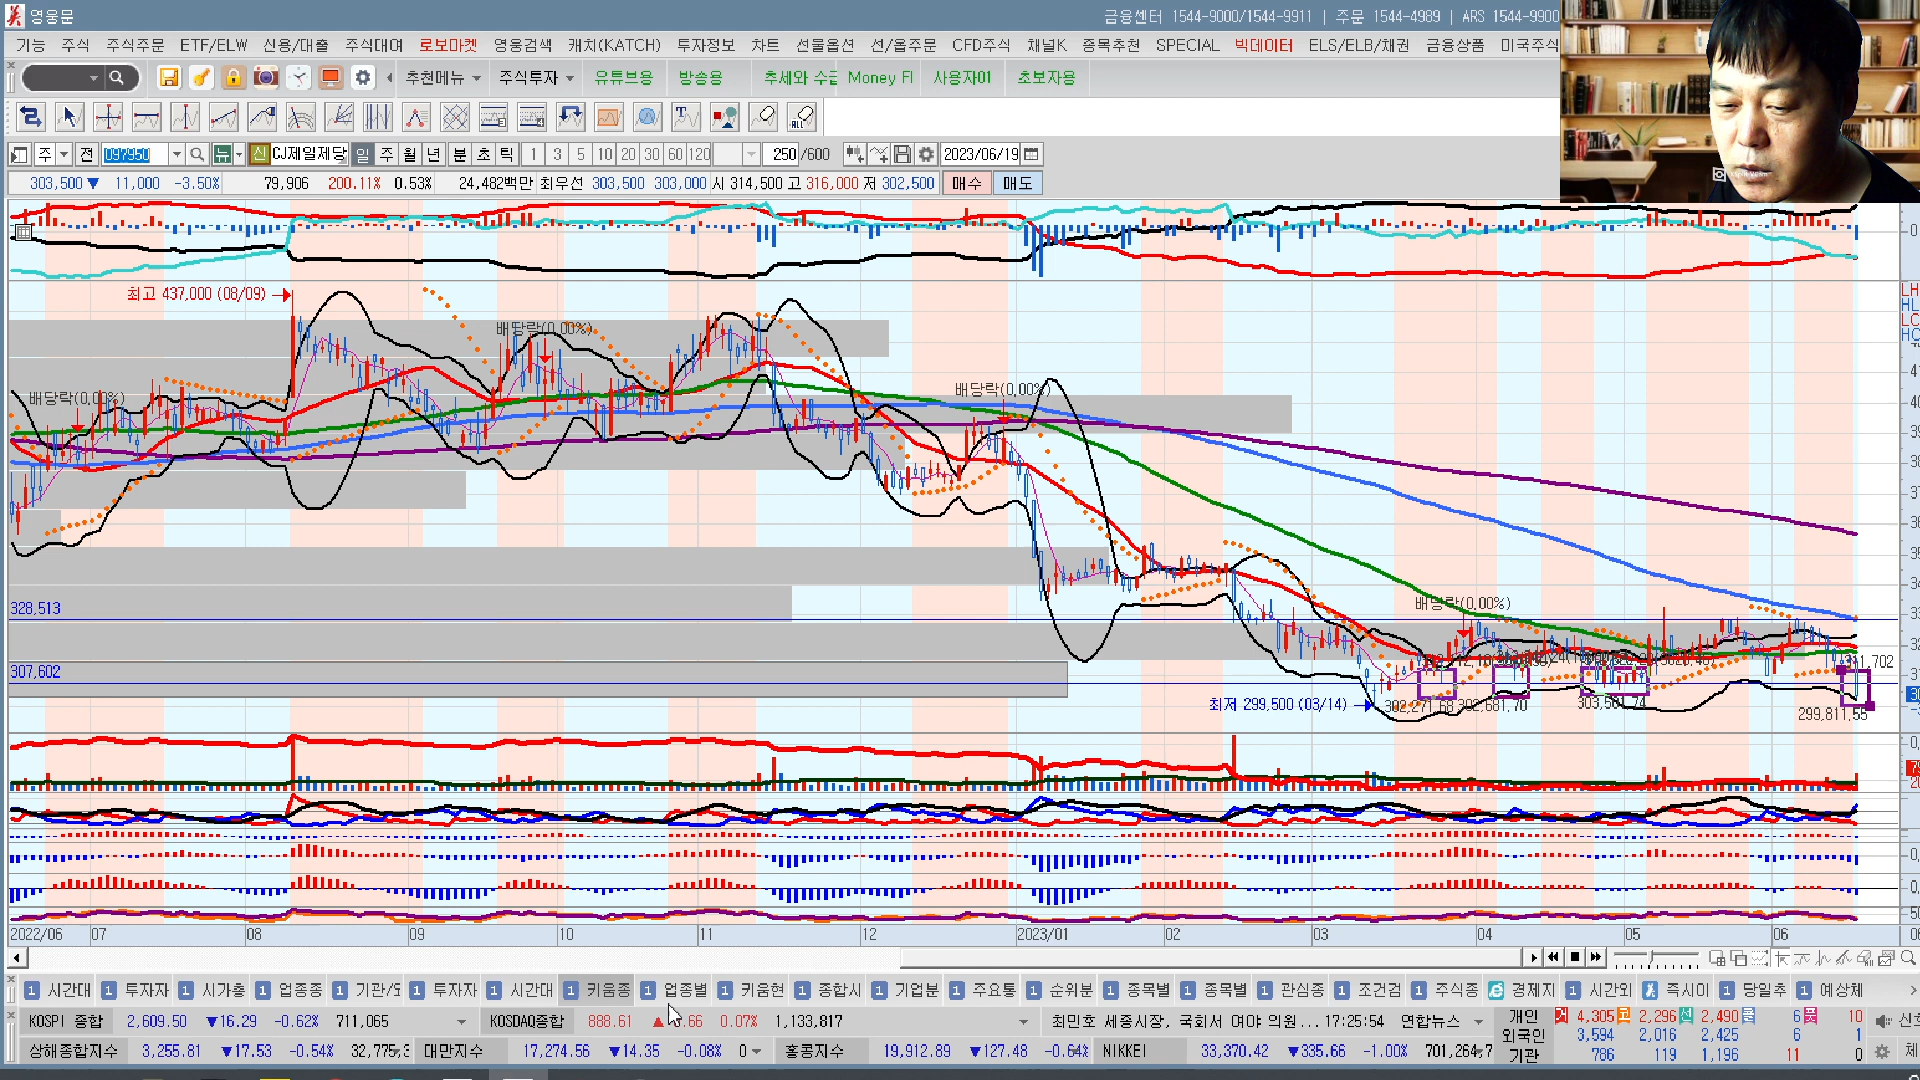 영웅문
금융센터 1544-9000/1544-9911 | 주문 1544-4989 | ARS 1544-9900
기능 주식 주식주문 ETF/ELW 신용/대출 주식대여 로보마켓 영웅검색 캐치(KATCH) 투자정보 차트 선물옵션 선/옵주문 CFD주식 채널K 종목추천 SPECIAL 빅데이터 ELS/ELB/채권 금융상품 미국주식
추천메뉴 주식투자 유튜브용 방송용 추세와 수급 Money Fl 사용자01 초보자용
주 전 097950 뉴 신 CJ제일제당 일 주 월 년 분 초 틱 1 3 5 10 20 30 60 120 250 /600 2023/06/19
303,500 ▼ 11,000 -3.50% 79,906 200.11% 0.53% 24,482백만 최우선 303,500 303,000 시 314,500 고 316,000 저 302,500 매수 매도
최고 437,000 (08/09)
배당락(0.00%)
배당락(0.00%)
배당락(0.00%)
배당락(0.00%)
328,513
307,602
311,702
최저 299,500 (03/14)
302,271.68 302,681.70
303,501.74
299,811.55
2022/06 07 08 09 10 11 12 2023/01 02 03 04 05 06
1 시간대 1 투자자 1 시가총 1 업종종 1 기관/외 1 투자자 1 시간대 1 키움종 1 업종별 1 키움현 1 종합시 1 기업분 1 주요통 1 순위분 1 종목별 1 종목별 1 관심종 1 조건검 1 주식종 경제지 1 시간외 즉시이 1 당일추 1 예상체
KOSPI 종합 2,609.50 ▼16.29 -0.62% 711,065 KOSDAQ종합 888.61 ▲ .66 0.07% 1,133,817 최민호 세종시장, 국회서 여야 의원... 17:25:54 연합뉴스
상해종합지수 3,255.81 ▼17.53 -0.54% 대만지수 17,274.56 ▼14.35 -0.08% 0 홍콩지수 19,912.89 ▼127.48 -0.64% NIKKEI 33,370.42 ▼335.66 -1.00%
개인 4,305 2,296 2,490 6 10
외국인 3,594 2,016 2,425 6 1
기관 786 119 1,196 11 0